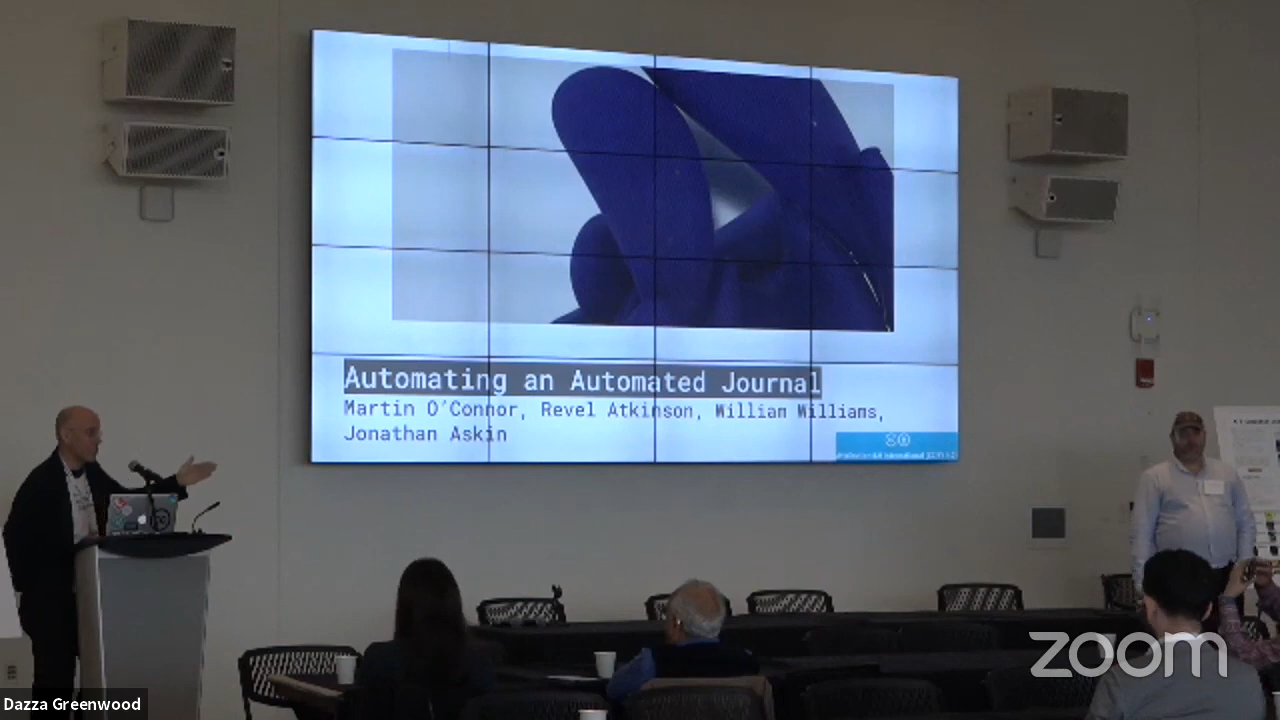 Automating an Automated Journal
Martin O'Connor, Revel Atkinson, William Williams,
Jonathan Askin
zoom
Dazza Greenwood